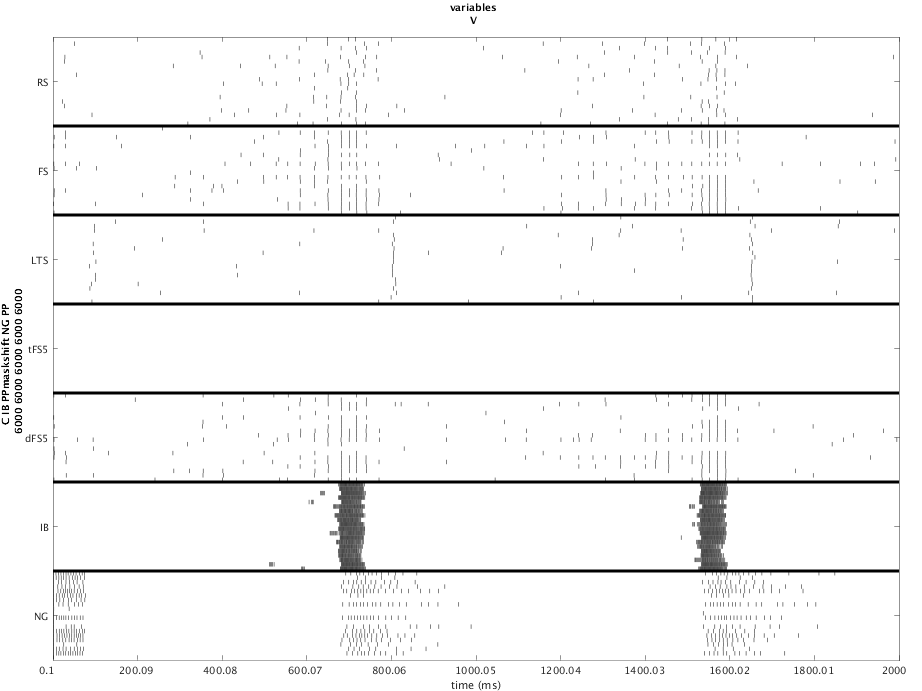 variables
V
RS
FS
LTS
tFS5
dFS5
IB
NG
C IB PPmaskshift NG PP
6000 6000 6000 6000 6000
0.1 200.09 400.08 600.07 800.06 1000.05 1200.04 1400.03 1600.02 1800.01 2000
time (ms)